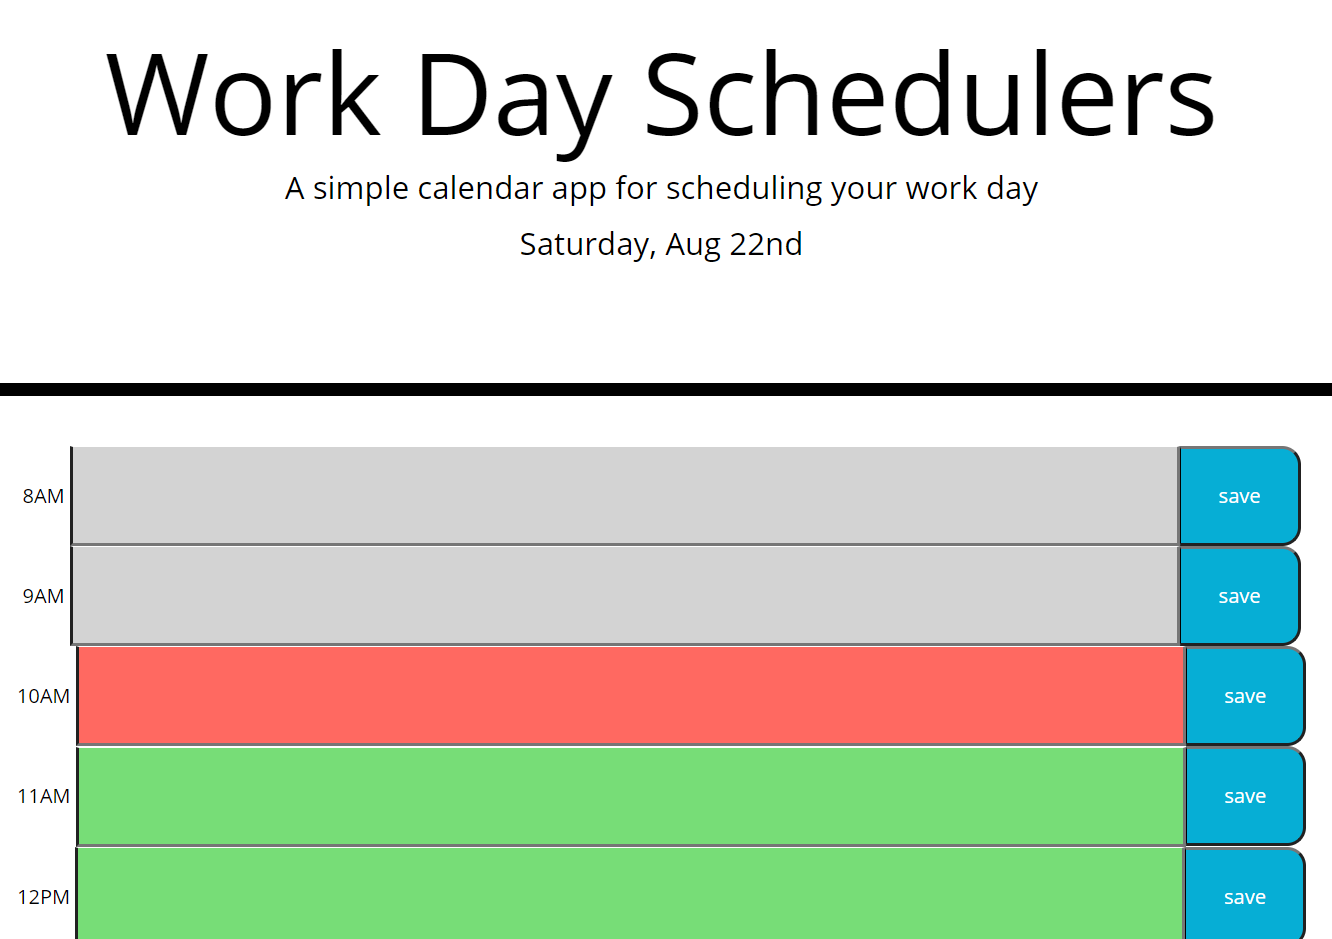 Work Day Schedulers
A simple calendar app for scheduling your work day
Saturday, Aug 22nd
8AM save
9AM save
10AM save
11AM save
12PM save